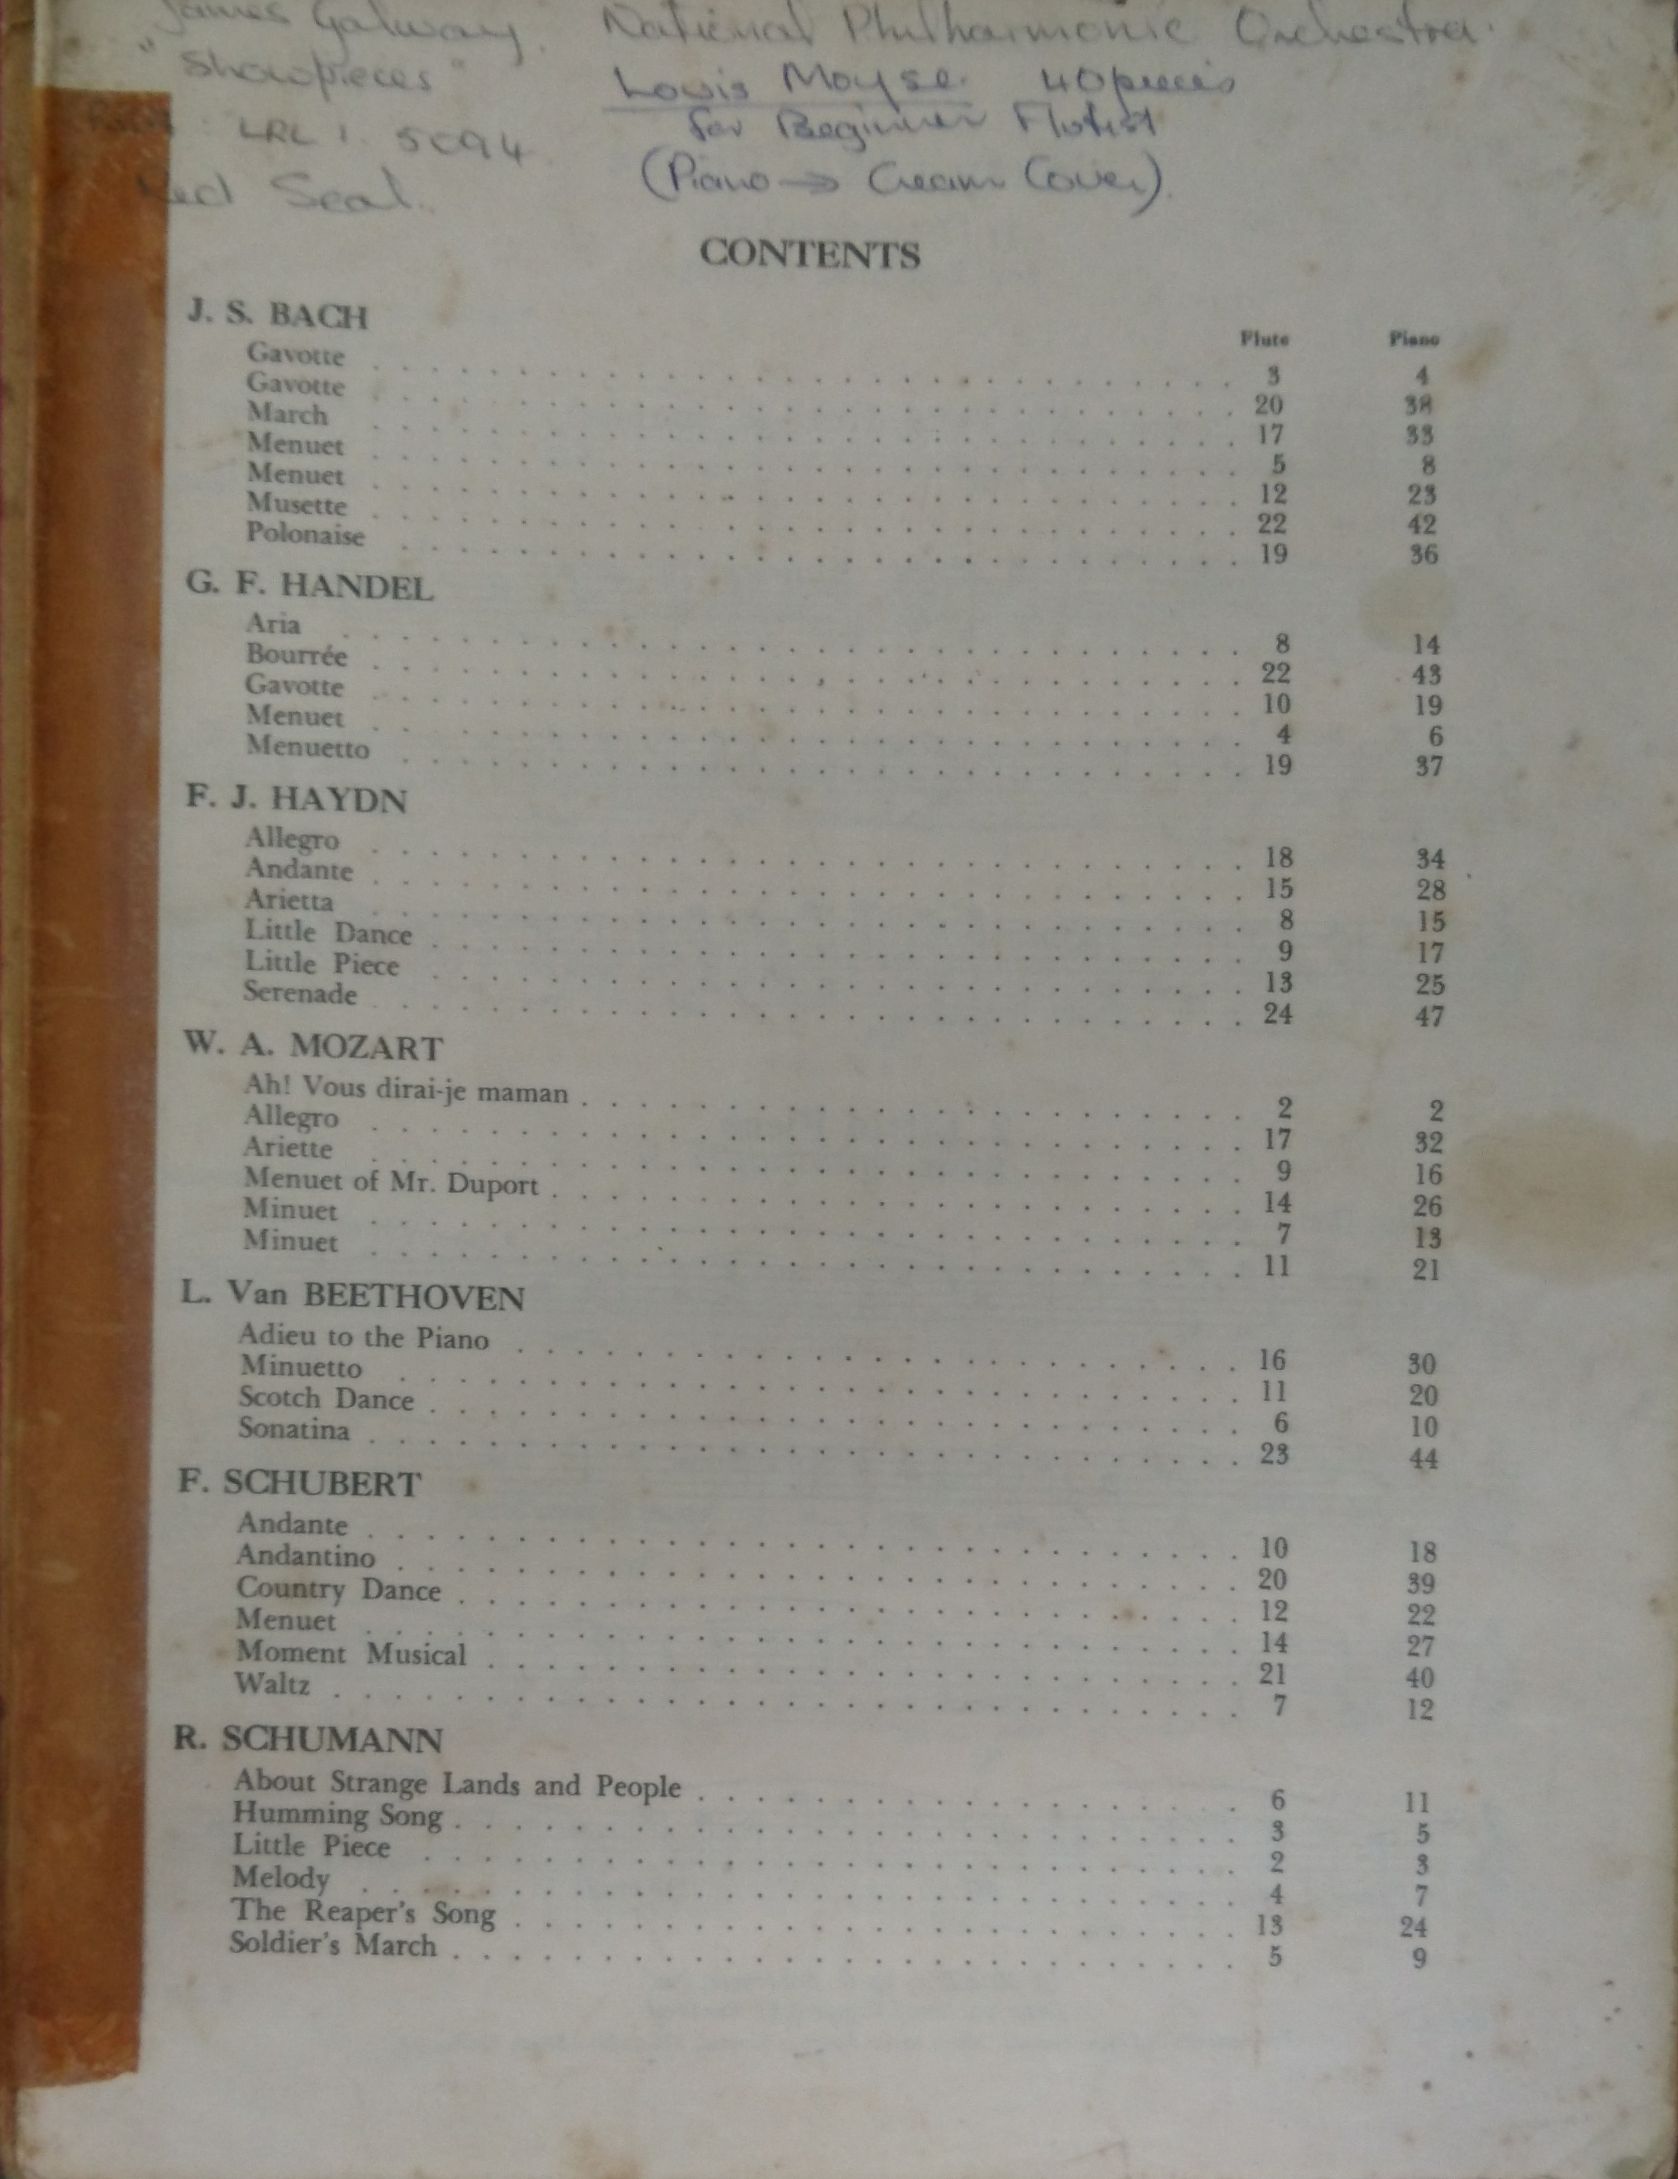 James Galway. National Philharmonic Orchestra.
"Showpieces" Louis Moyse. 40 pieces
LRL 1 5094 for Beginner Flutist
Red Seal. (Piano → Cream Cover).
CONTENTS
J. S. BACH
Flute Piano
Gavotte 3 4
Gavotte 20 38
March 17 33
Menuet 5 8
Menuet 12 23
Musette 22 42
Polonaise 19 36
G. F. HANDEL
Aria 8 14
Bourrée 22 43
Gavotte 10 19
Menuet 4 6
Menuetto 19 37
F. J. HAYDN
Allegro 18 34
Andante 15 28
Arietta 8 15
Little Dance 9 17
Little Piece 13 25
Serenade 24 47
W. A. MOZART
Ah! Vous dirai-je maman 2 2
Allegro 17 32
Ariette 9 16
Menuet of Mr. Duport 14 26
Minuet 7 13
Minuet 11 21
L. Van BEETHOVEN
Adieu to the Piano 16 30
Minuetto 11 20
Scotch Dance 6 10
Sonatina 23 44
F. SCHUBERT
Andante 10 18
Andantino 20 39
Country Dance 12 22
Menuet 14 27
Moment Musical 21 40
Waltz 7 12
R. SCHUMANN
About Strange Lands and People 6 11
Humming Song 3 5
Little Piece 2 3
Melody 4 7
The Reaper's Song 13 24
Soldier's March 5 9